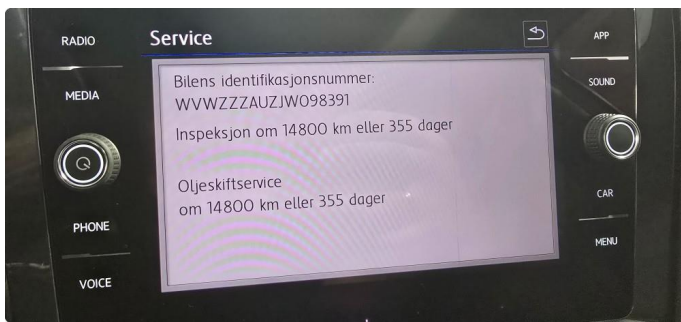 RADIO
MEDIA
PHONE
VOICE
Service
Bilens identifikasjonsnummer:
WVWZZZAUZJW098391
Inspeksjon om 14800 km eller 355 dager
Oljeskiftservice
om 14800 km eller 355 dager
APP
SOUND
CAR
MENU